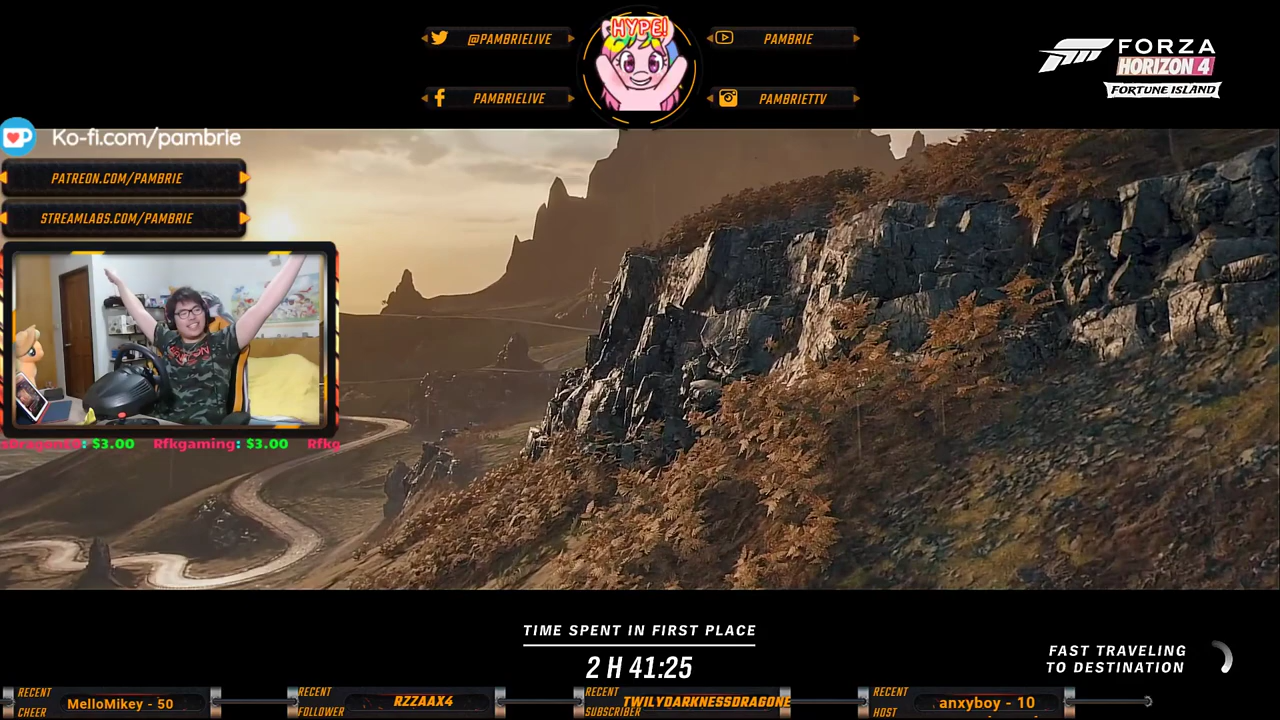 HYPE!
@PAMBRIELIVE
PAMBRIE
PAMBRIELIVE
PAMBRIETTV
FORZA
HORIZON 4
FORTUNE ISLAND
Ko-fi.com/pambrie
PATREON.COM/PAMBRIE
STREAMLABS.COM/PAMBRIE
: $3.00 Rfkgaming: $3.00 Rfkg
TIME SPENT IN FIRST PLACE
2 H 41:25
FAST TRAVELING
TO DESTINATION
RECENT
CHEER
MelloMikey - 50
RECENT
FOLLOWER
RZZAAX4
RECENT
SUBSCRIBER
TWILYDARKNESSDRAGONE
RECENT
HOST
anxyboy - 10